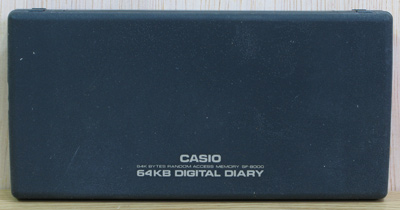 CASIO
64K BYTES RANDOM ACCESS MEMORY SF-8000
64KB DIGITAL DIARY